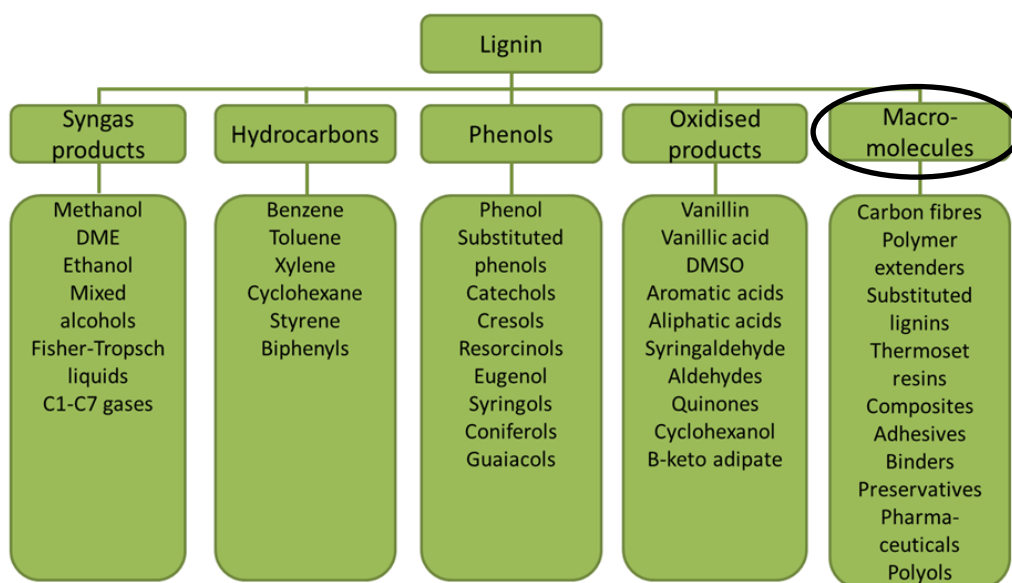 Lignin
Syngas
products
Hydrocarbons
Phenols
Oxidised
products
Macro-
molecules
Methanol
DME
Ethanol
Mixed
alcohols
Fisher-Tropsch
liquids
C1-C7 gases
Benzene
Toluene
Xylene
Cyclohexane
Styrene
Biphenyls
Phenol
Substituted
phenols
Catechols
Cresols
Resorcinols
Eugenol
Syringols
Coniferols
Guaiacols
Vanillin
Vanillic acid
DMSO
Aromatic acids
Aliphatic acids
Syringaldehyde
Aldehydes
Quinones
Cyclohexanol
B-keto adipate
Carbon fibres
Polymer
extenders
Substituted
lignins
Thermoset
resins
Composites
Adhesives
Binders
Preservatives
Pharma-
ceuticals
Polyols